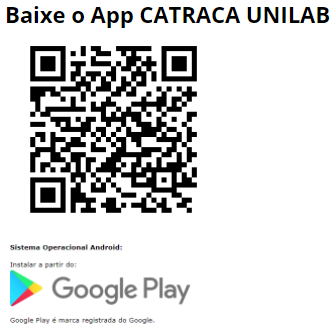 Baixe o App CATRACA UNILAB
Sistema Operacional Android:
Instalar a partir do:
Google Play
Google Play é marca registrada do Google.